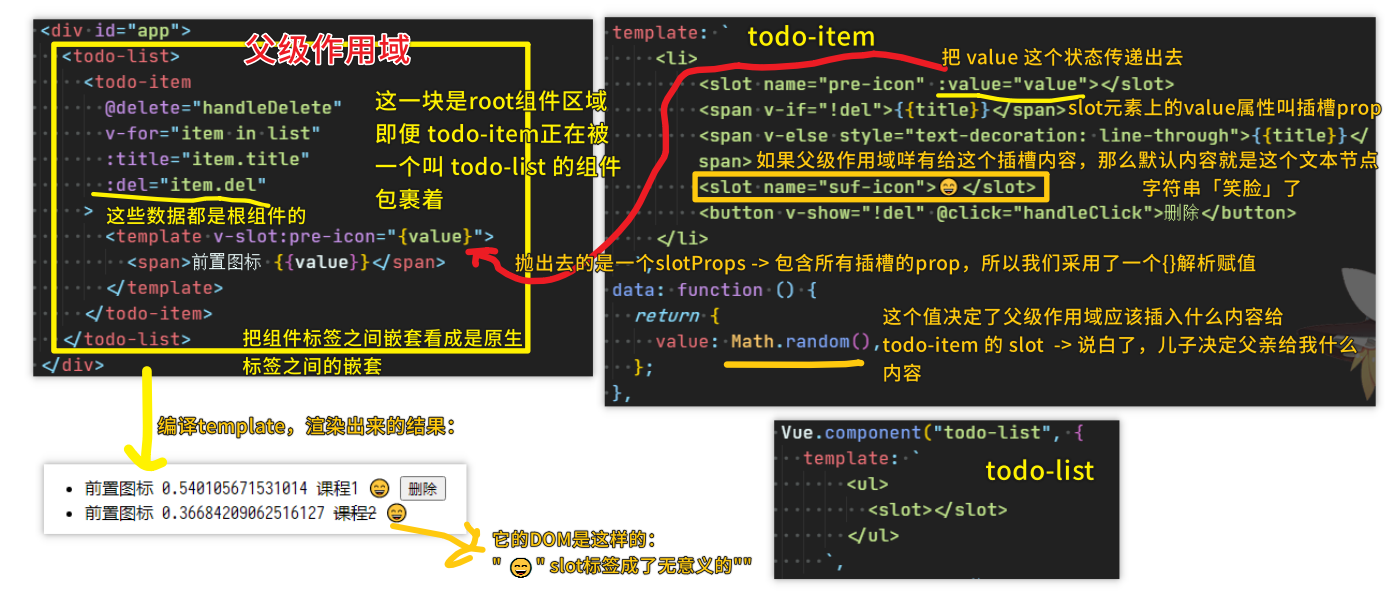 <div id="app">
父级作用域
<todo-list>
<todo-item
@delete="handleDelete"
v-for="item in list"
:title="item.title"
:del="item.del"
>
这一块是root组件区域
即便 todo-item正在被
一个叫 todo-list 的组件
包裹着
这些数据都是根组件的
<template v-slot:pre-icon="{value}">
<span>前置图标 {{value}}</span>
</template>
</todo-item>
</todo-list>
把组件标签之间嵌套看成是原生
标签之间的嵌套
</div>
template: `
todo-item
<li>
把 value 这个状态传递出去
<slot name="pre-icon" :value="value"></slot>
<span v-if="!del">{{title}}</span>
slot元素上的value属性叫插槽prop
<span v-else style="text-decoration: line-through">{{title}}</
span>
如果父级作用域咩有给这个插槽内容，那么默认内容就是这个文本节点
<slot name="suf-icon">😄</slot>
字符串「笑脸」了
<button v-show="!del" @click="handleClick">删除</button>
</li>
抛出去的是一个slotProps -> 包含所有插槽的prop，所以我们采用了一个{}解析赋值
`,
data: function () {
return {
value: Math.random(),
};
},
这个值决定了父级作用域应该插入什么内容给
todo-item 的 slot -> 说白了，儿子决定父亲给我什么
内容
编译template，渲染出来的结果：
• 前置图标 0.540105671531014 课程1 😄 删除
• 前置图标 0.36684209062516127 课程2 😄
它的DOM是这样的：
" 😄 " slot标签成了无意义的""
Vue.component("todo-list", {
template: `
todo-list
<ul>
<slot></slot>
</ul>
`,